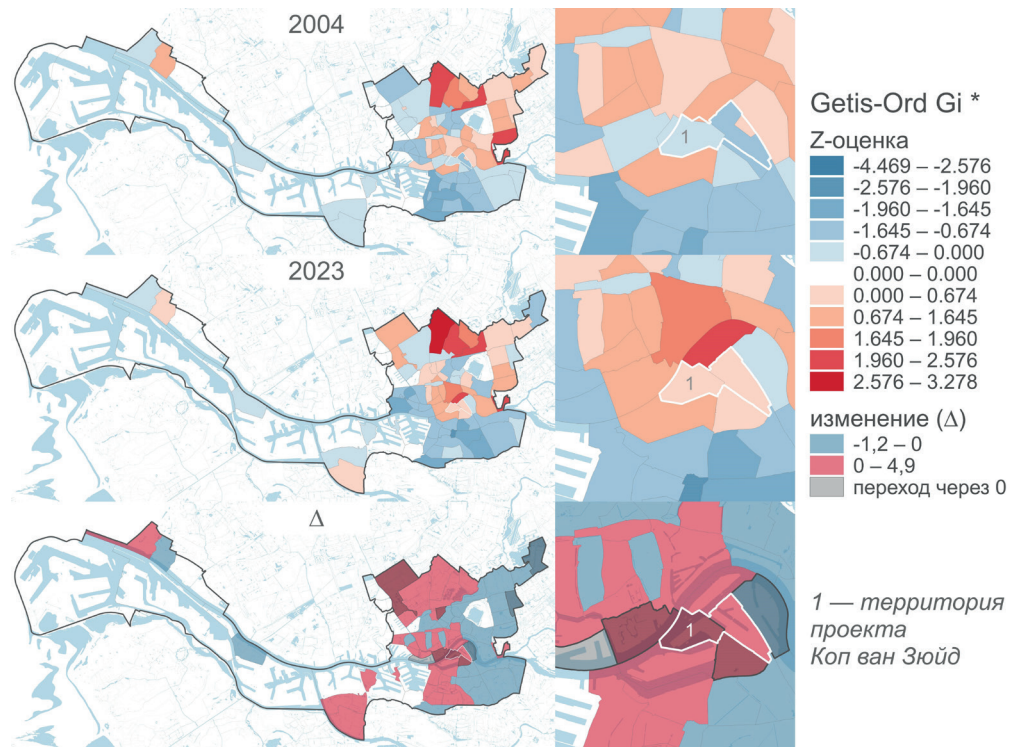 2004
1
2023
1
Δ
1
Getis-Ord Gi *
Z-оценка
-4.469 – -2.576
-2.576 – -1.960
-1.960 – -1.645
-1.645 – -0.674
-0.674 – 0.000
0.000 – 0.000
0.000 – 0.674
0.674 – 1.645
1.645 – 1.960
1.960 – 2.576
2.576 – 3.278
изменение (Δ)
-1,2 – 0
0 – 4,9
переход через 0
1 — территория
проекта
Коп ван Зюйд